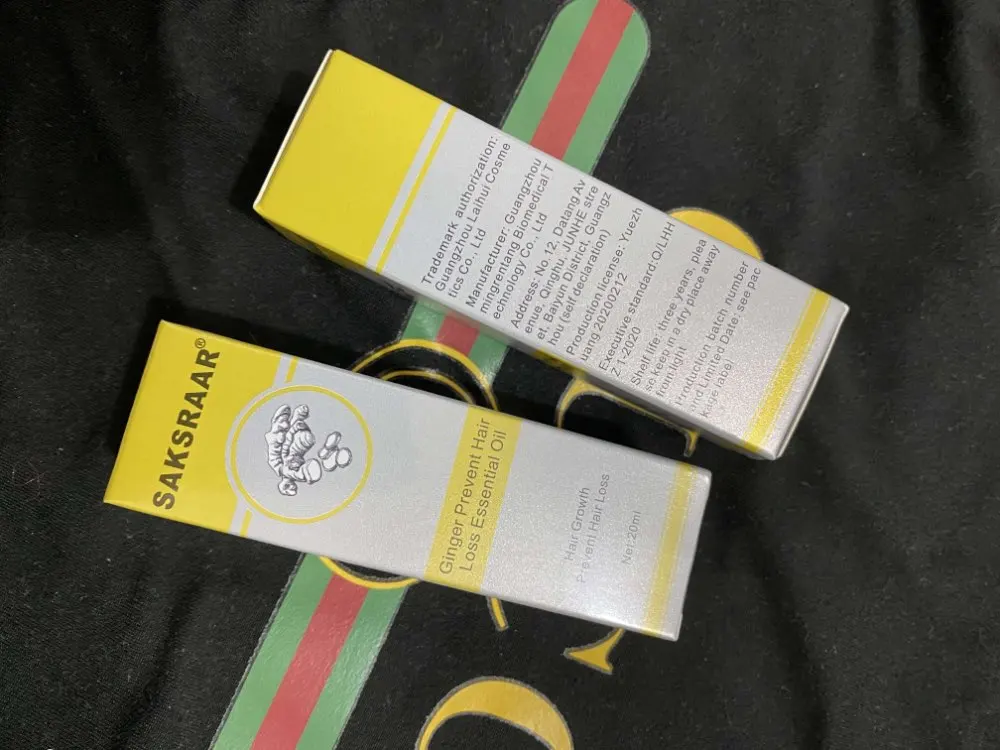 SAKSRAAR®
Ginger Prevent Hair
Loss Essential Oil
Hair Growth
Prevent Hair Loss
Net:20ml
Trademark authorization:
Guangzhou Laihui Cosme
tics Co., Ltd
Manufacturer: Guangzhou
mingrentang Biomedical T
echnology Co., Ltd
Address: No.12, Datang Av
enue, Qinghu, JUNHE stre
et, Baiyun District, Guangz
hou (self.declaration)
Production license: Yuezh
uang 20200212
Executive standard:Q/LHH
Z 1-2020
Shelf life: three years, plea
se keep in a dry place away
from light
Production batch number
and Limited Date: see pac
kage label